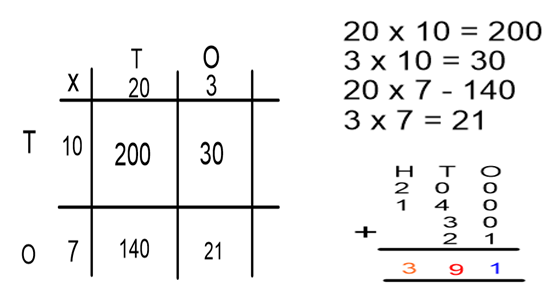 T O
X 20 3
T 10 200 30
O 7 140 21
20 x 10 = 200
3 x 10 = 30
20 x 7 - 140
3 x 7 = 21
H T O
2 0 0
1 4 0
3 0
+ 2 1
3 9 1